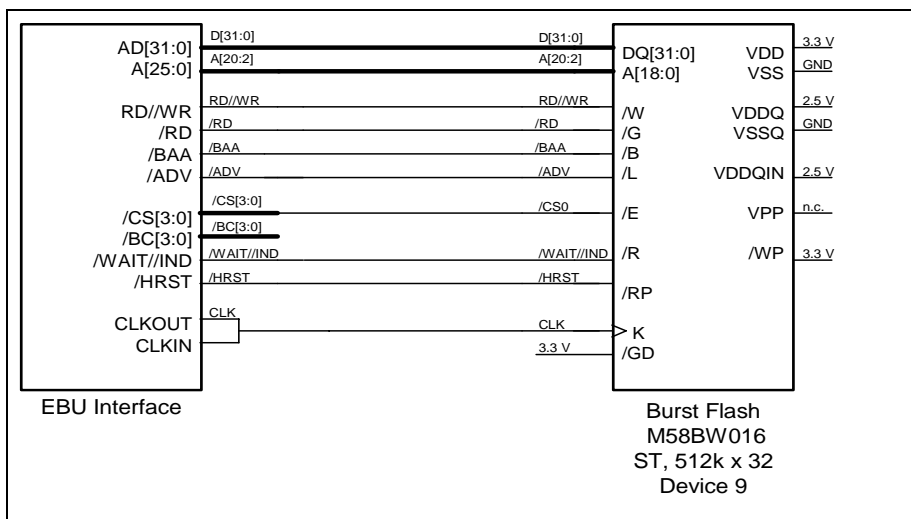 D[31:0] D[31:0]
AD[31:0] DQ[31:0] VDD 3.3 V
A[20:2] A[20:2]
A[25:0] A[18:0] VSS GND
RD//WR RD//WR
RD//WR /W VDDQ 2.5 V
/RD /RD
/RD /G VSSQ GND
/BAA /BAA
/BAA /B
/ADV /ADV
/ADV /L VDDQIN 2.5 V
/CS[3:0]
/CS[3:0] /CS0 /E VPP n.c.
/BC[3:0]
/BC[3:0]
/WAIT//IND /WAIT//IND
/WAIT//IND /R /WP 3.3 V
/HRST /HRST
/HRST /RP
CLK
CLKOUT CLK K
CLKIN 3.3 V /GD
EBU Interface
Burst Flash
M58BW016
ST, 512k x 32
Device 9